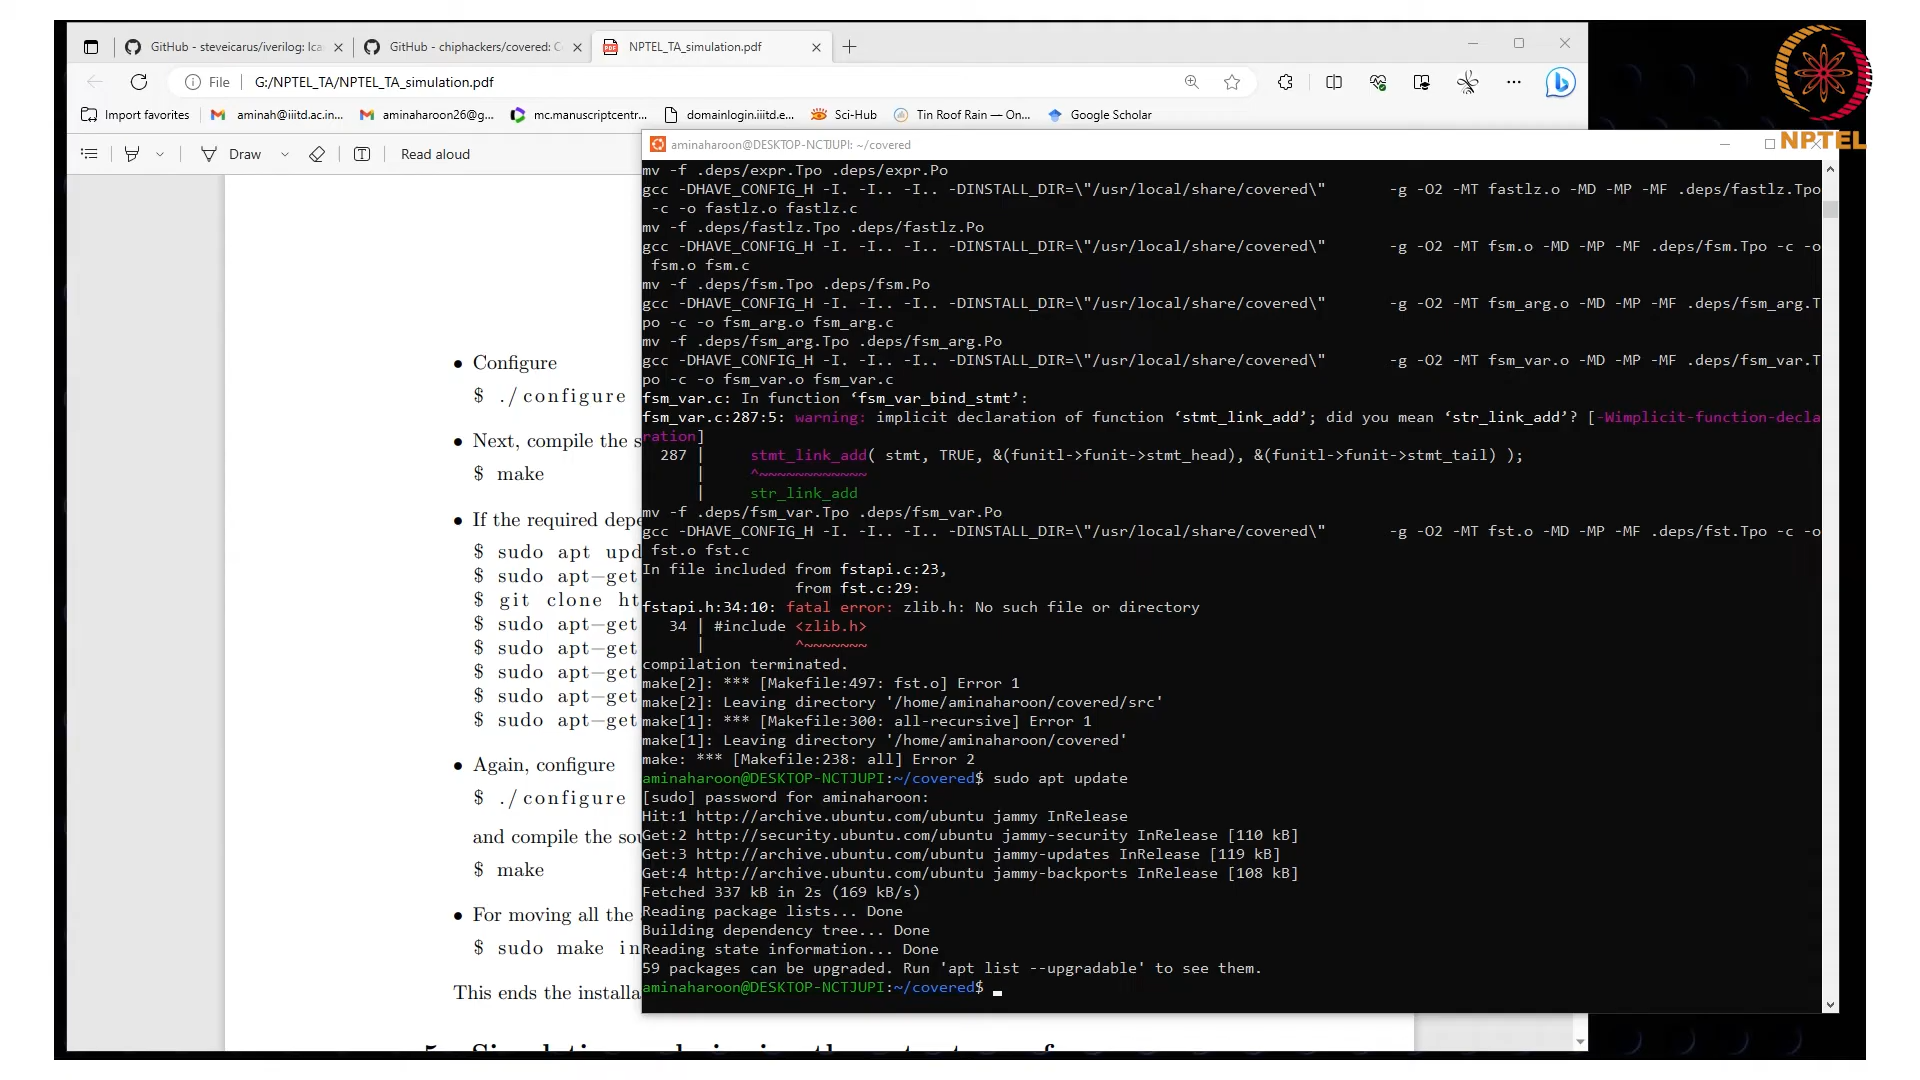 GitHub - steveicarus/iverilog: Ica
GitHub - chiphackers/covered: C
NPTEL_TA_simulation.pdf
File
G:/NPTEL_TA/NPTEL_TA_simulation.pdf
Import favorites
aminah@iiitd.ac.in...
aminaharoon26@g...
mc.manuscriptcentr...
domainlogin.iiitd.e...
Sci-Hub
Tin Roof Rain — On...
Google Scholar
NPTEL
Draw
Read aloud
• Configure
$ ./configure
• Next, compile the s
$ make
• If the required depe
$ sudo apt upd
$ sudo apt-get
$ git clone ht
$ sudo apt-get
$ sudo apt-get
$ sudo apt-get
$ sudo apt-get
$ sudo apt-get
• Again, configure
$ ./configure
and compile the sou
$ make
• For moving all the
$ sudo make in
This ends the installa
aminaharoon@DESKTOP-NCTJUPI: ~/covered
mv -f .deps/expr.Tpo .deps/expr.Po
gcc -DHAVE_CONFIG_H -I. -I.. -I.. -DINSTALL_DIR=\"/usr/local/share/covered\" -g -O2 -MT fastlz.o -MD -MP -MF .deps/fastlz.Tpo
-c -o fastlz.o fastlz.c
mv -f .deps/fastlz.Tpo .deps/fastlz.Po
gcc -DHAVE_CONFIG_H -I. -I.. -I.. -DINSTALL_DIR=\"/usr/local/share/covered\" -g -O2 -MT fsm.o -MD -MP -MF .deps/fsm.Tpo -c -o
fsm.o fsm.c
mv -f .deps/fsm.Tpo .deps/fsm.Po
gcc -DHAVE_CONFIG_H -I. -I.. -I.. -DINSTALL_DIR=\"/usr/local/share/covered\" -g -O2 -MT fsm_arg.o -MD -MP -MF .deps/fsm_arg.T
po -c -o fsm_arg.o fsm_arg.c
mv -f .deps/fsm_arg.Tpo .deps/fsm_arg.Po
gcc -DHAVE_CONFIG_H -I. -I.. -I.. -DINSTALL_DIR=\"/usr/local/share/covered\" -g -O2 -MT fsm_var.o -MD -MP -MF .deps/fsm_var.T
po -c -o fsm_var.o fsm_var.c
fsm_var.c: In function ‘fsm_var_bind_stmt’:
fsm_var.c:287:5: warning: implicit declaration of function ‘stmt_link_add’; did you mean ‘str_link_add’? [-Wimplicit-function-decla
ration]
287 | stmt_link_add( stmt, TRUE, &(funitl->funit->stmt_head), &(funitl->funit->stmt_tail) );
| ^~~~~~~~~~~~~
| str_link_add
mv -f .deps/fsm_var.Tpo .deps/fsm_var.Po
gcc -DHAVE_CONFIG_H -I. -I.. -I.. -DINSTALL_DIR=\"/usr/local/share/covered\" -g -O2 -MT fst.o -MD -MP -MF .deps/fst.Tpo -c -o
fst.o fst.c
In file included from fstapi.c:23,
from fst.c:29:
fstapi.h:34:10: fatal error: zlib.h: No such file or directory
34 | #include <zlib.h>
| ^~~~~~~~
compilation terminated.
make[2]: *** [Makefile:497: fst.o] Error 1
make[2]: Leaving directory '/home/aminaharoon/covered/src'
make[1]: *** [Makefile:300: all-recursive] Error 1
make[1]: Leaving directory '/home/aminaharoon/covered'
make: *** [Makefile:238: all] Error 2
aminaharoon@DESKTOP-NCTJUPI:~/covered$ sudo apt update
[sudo] password for aminaharoon:
Hit:1 http://archive.ubuntu.com/ubuntu jammy InRelease
Get:2 http://security.ubuntu.com/ubuntu jammy-security InRelease [110 kB]
Get:3 http://archive.ubuntu.com/ubuntu jammy-updates InRelease [119 kB]
Get:4 http://archive.ubuntu.com/ubuntu jammy-backports InRelease [108 kB]
Fetched 337 kB in 2s (169 kB/s)
Reading package lists... Done
Building dependency tree... Done
Reading state information... Done
59 packages can be upgraded. Run 'apt list --upgradable' to see them.
aminaharoon@DESKTOP-NCTJUPI:~/covered$